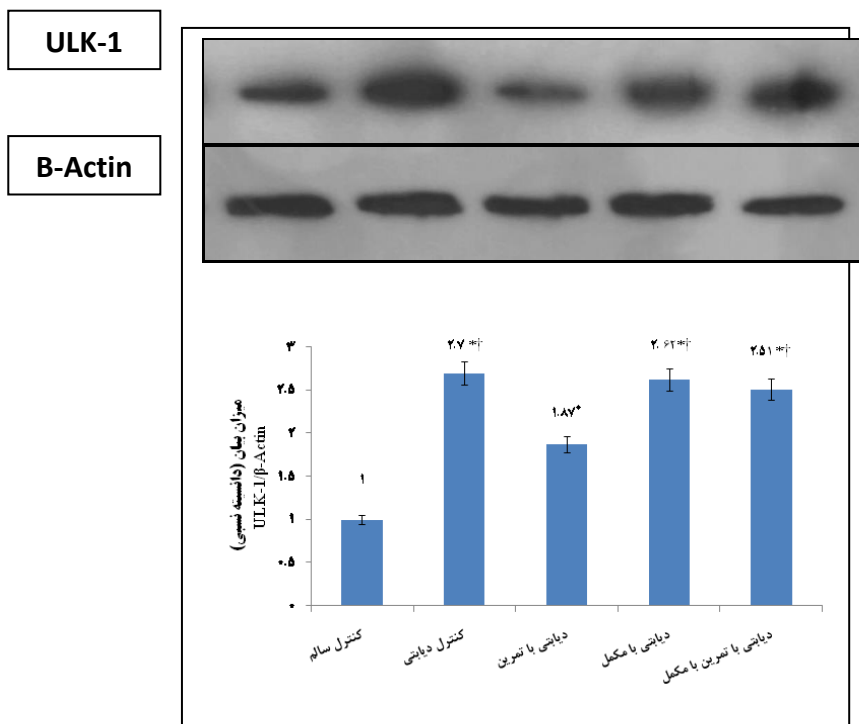 ULK-1
B-Actin
میزان بیان (دانسیته نسبی)
ULK-1/β-Actin
۳
۲.۵
۲
۱.۵
۱
۰.۵
۰
۱
۲.۷ *†
۱.۸۷*
۲.۶۲*†
۲.۵۱ *†
کنترل سالم
کنترل دیابتی
دیابتی با تمرین
دیابتی با مکمل
دیابتی با تمرین با مکمل